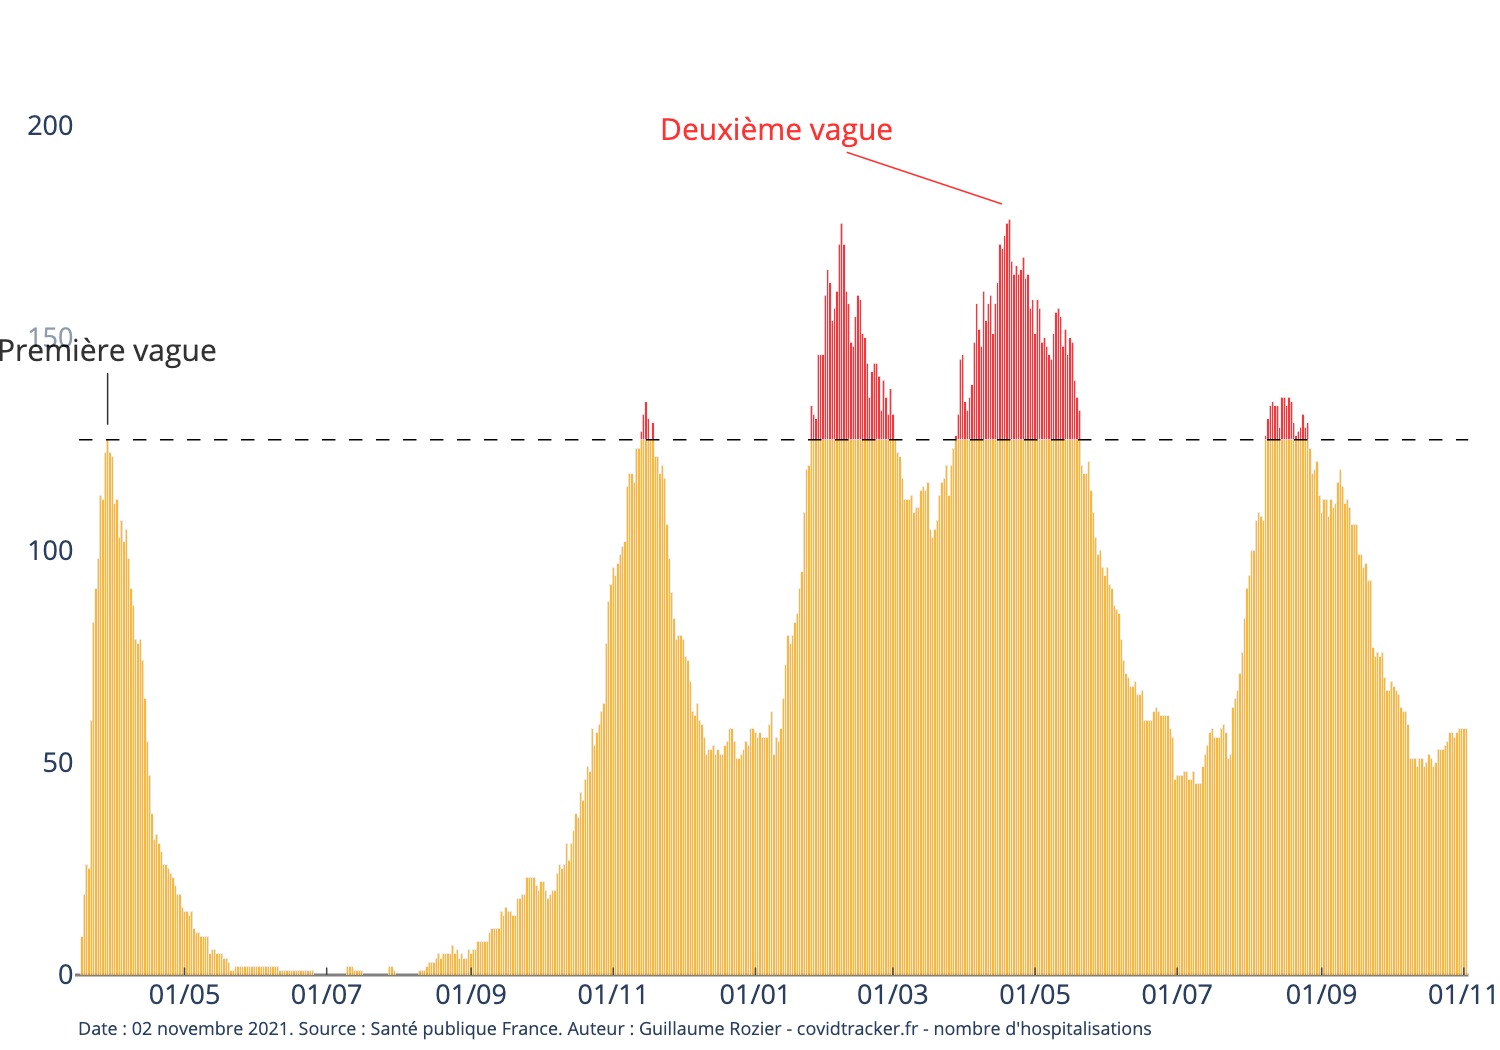 200
Deuxième vague
150
Première vague
100
50
0
01/05 01/07 01/09 01/11 01/01 01/03 01/05 01/07 01/09 01/11
Date : 02 novembre 2021. Source : Santé publique France. Auteur : Guillaume Rozier - covidtracker.fr - nombre d'hospitalisations